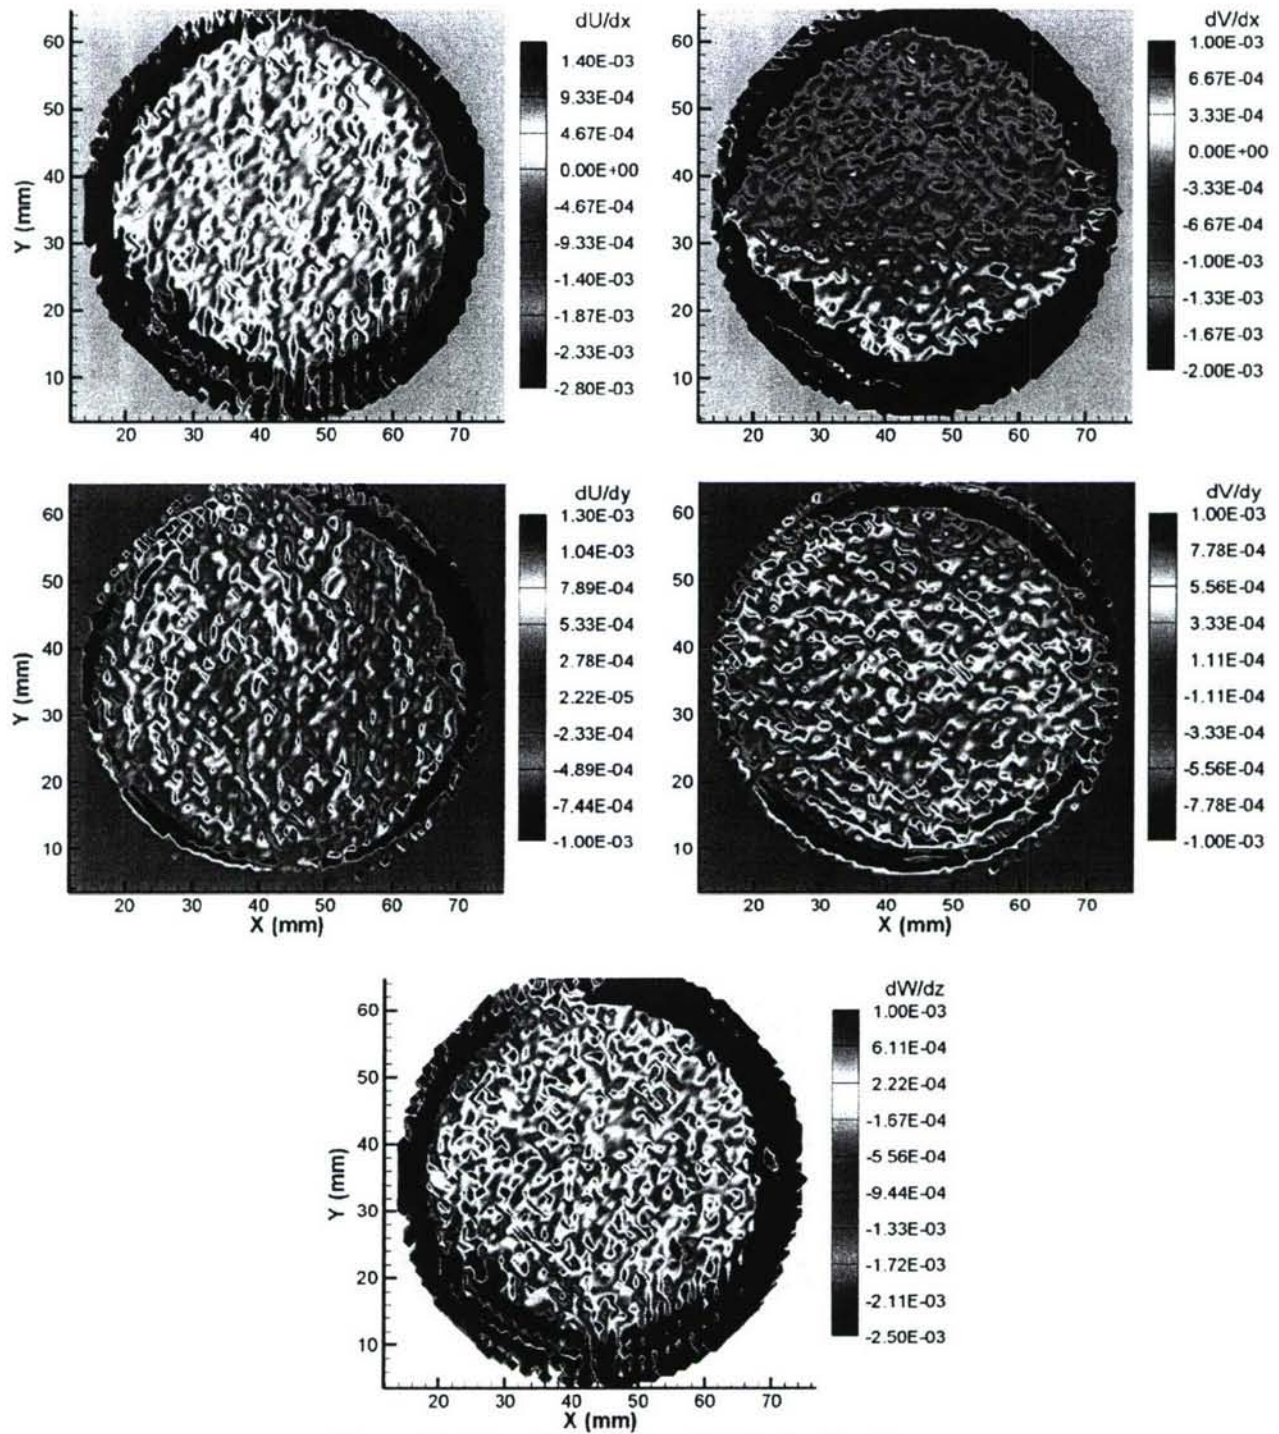 dU/dx
1.40E-03
9.33E-04
4.67E-04
0.00E+00
-4.67E-04
-9.33E-04
-1.40E-03
-1.87E-03
-2.33E-03
-2.80E-03
Y (mm)
60
50
40
30
20
10
20 30 40 50 60 70
dV/dx
1.00E-03
6.67E-04
3.33E-04
0.00E+00
-3.33E-04
-6.67E-04
-1.00E-03
-1.33E-03
-1.67E-03
-2.00E-03
60
50
40
30
20
10
20 30 40 50 60 70
dU/dy
1.30E-03
1.04E-03
7.89E-04
5.33E-04
2.78E-04
2.22E-05
-2.33E-04
-4.89E-04
-7.44E-04
-1.00E-03
Y (mm)
60
50
40
30
20
10
20 30 40 50 60 70
X (mm)
dV/dy
1.00E-03
7.78E-04
5.56E-04
3.33E-04
1.11E-04
-1.11E-04
-3.33E-04
-5.56E-04
-7.78E-04
-1.00E-03
60
50
40
30
20
10
20 30 40 50 60 70
X (mm)
dW/dz
1.00E-03
6.11E-04
2.22E-04
-1.67E-04
-5 56E-04
-9.44E-04
-1.33E-03
-1.72E-03
-2.11E-03
-2.50E-03
Y (mm)
60
50
40
30
20
10
20 30 40 50 60 70
X (mm)